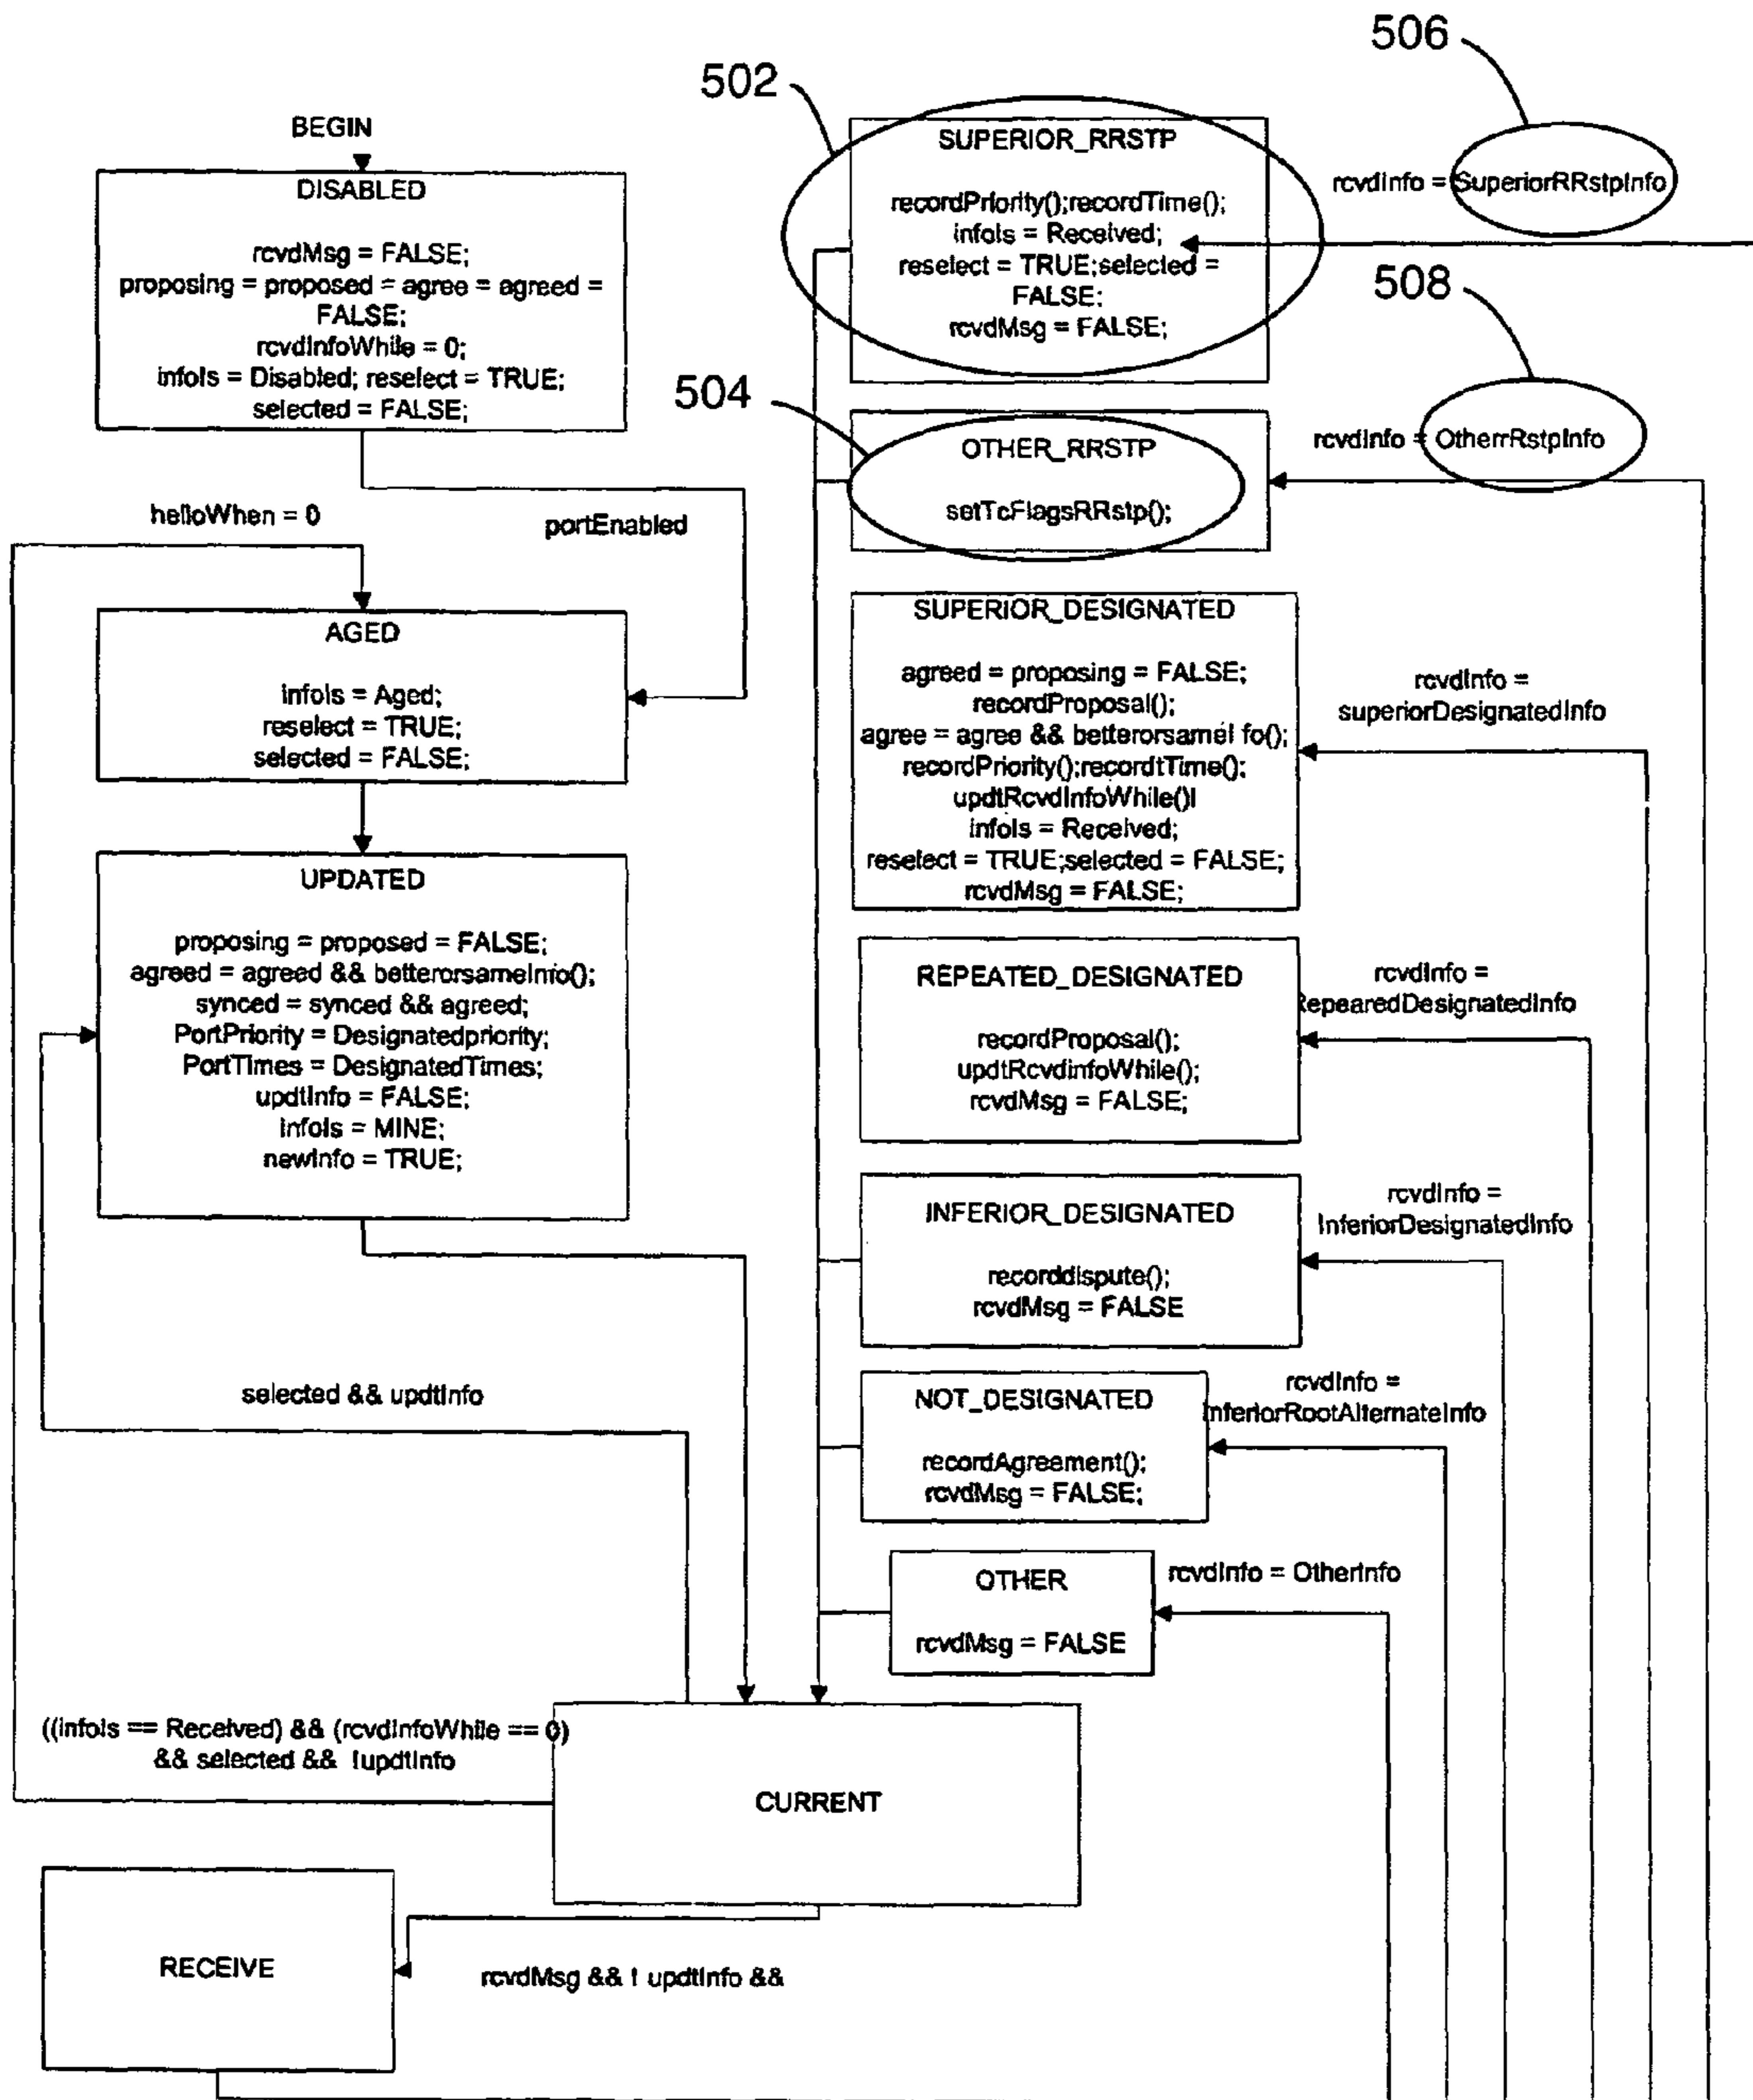 BEGIN
DISABLED
rcvdMsg = FALSE;
proposing = proposed = agree = agreed =
FALSE;
rcvdInfoWhile = 0;
infoIs = Disabled; reselect = TRUE;
selected = FALSE;
helloWhen = 0
portEnabled
AGED
infoIs = Aged;
reselect = TRUE;
selected = FALSE;
UPDATED
proposing = proposed = FALSE;
agreed = agreed && betterorsameInfo();
synced = synced && agreed;
PortPriority = Designatedpriority;
PortTimes = DesignatedTimes;
updtInfo = FALSE;
infoIs = MINE;
newInfo = TRUE;
selected && updtInfo
((infoIs == Received) && (rcvdInfoWhile == 0)
&& selected && !updtInfo
CURRENT
RECEIVE
rcvdMsg && ! updtInfo &&
502
SUPERIOR_RRSTP
recordPriority();recordTime();
infoIs = Received;
reselect = TRUE;selected =
FALSE;
rcvdMsg = FALSE;
506
rcvdInfo = SuperiorRRstpInfo
504
OTHER_RRSTP
setTcFlagsRRstp();
508
rcvdInfo = OtherrRstpInfo
SUPERIOR_DESIGNATED
agreed = proposing = FALSE;
recordProposal();
agree = agree && betterorsameI fo();
recordPriority();recordtTime();
updtRcvdInfoWhile()I
infoIs = Received;
reselect = TRUE;selected = FALSE;
rcvdMsg = FALSE;
rcvdInfo =
superiorDesignatedInfo
REPEATED_DESIGNATED
recordProposal();
updtRcvdinfoWhile();
rcvdMsg = FALSE;
rcvdInfo =
RepearedDesignatedInfo
INFERIOR_DESIGNATED
recorddispute();
rcvdMsg = FALSE
rcvdInfo =
InferiorDesignatedInfo
NOT_DESIGNATED
recordAgreement();
rcvdMsg = FALSE;
rcvdInfo =
InferiorRootAlternateInfo
OTHER
rcvdMsg = FALSE
rcvdInfo = OtherInfo